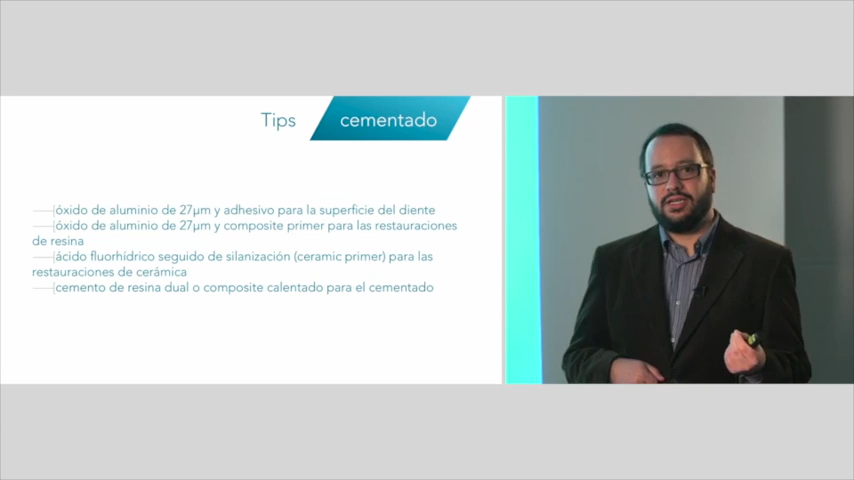 Tips cementado
óxido de aluminio de 27µm y adhesivo para la superficie del diente
óxido de aluminio de 27µm y composite primer para las restauraciones
de resina
ácido fluorhídrico seguido de silanización (ceramic primer) para las
restauraciones de cerámica
cemento de resina dual o composite calentado para el cementado